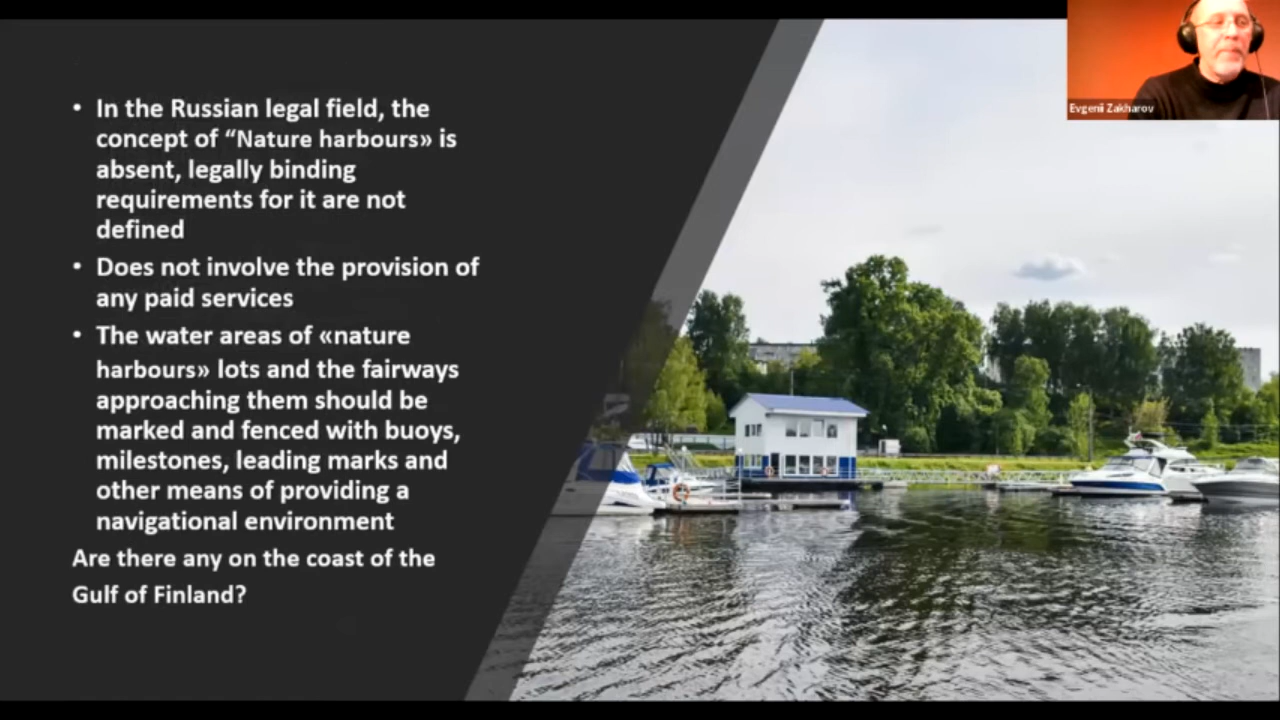 • In the Russian legal field, the
concept of “Nature harbours» is
absent, legally binding
requirements for it are not
defined
• Does not involve the provision of
any paid services
• The water areas of «nature
harbours» lots and the fairways
approaching them should be
marked and fenced with buoys,
milestones, leading marks and
other means of providing a
navigational environment
Are there any on the coast of the
Gulf of Finland?
Evgenii Zakharov